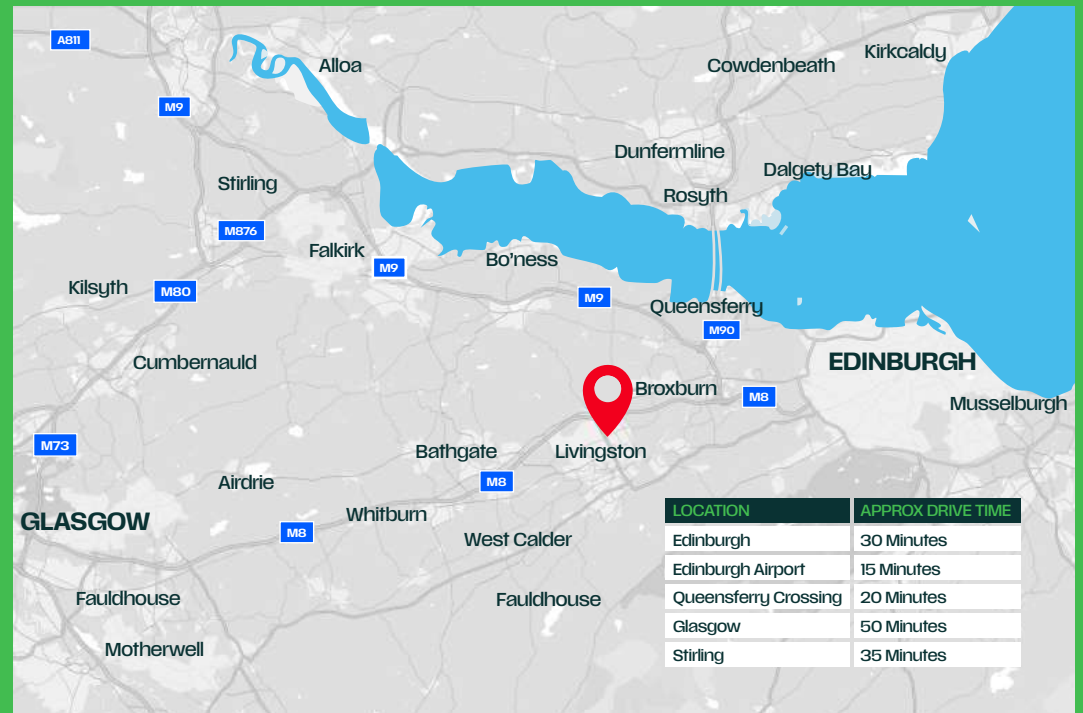 A811
Kirkcaldy
Cowdenbeath
Alloa
M9
Dunfermline
Dalgety Bay
Stirling
Rosyth
M876
Falkirk
Bo'ness
M9
Kilsyth
M80
M9
Queensferry
M90
Cumbernauld
EDINBURGH
Broxburn
M8
Musselburgh
M73
Bathgate
Livingston
Airdrie
M8
GLASGOW
Whitburn
M8
West Calder
Fauldhouse
Fauldhouse
Motherwell
LOCATION APPROX DRIVE TIME
Edinburgh 30 Minutes
Edinburgh Airport 15 Minutes
Queensferry Crossing 20 Minutes
Glasgow 50 Minutes
Stirling 35 Minutes